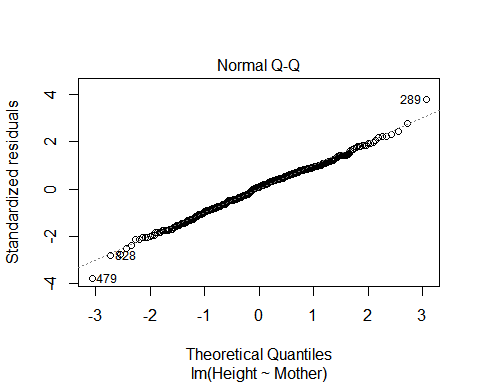 Normal Q-Q
Standardized residuals
4
2
0
-2
-4
289
828
479
-3 -2 -1 0 1 2 3
Theoretical Quantiles
lm(Height ~ Mother)